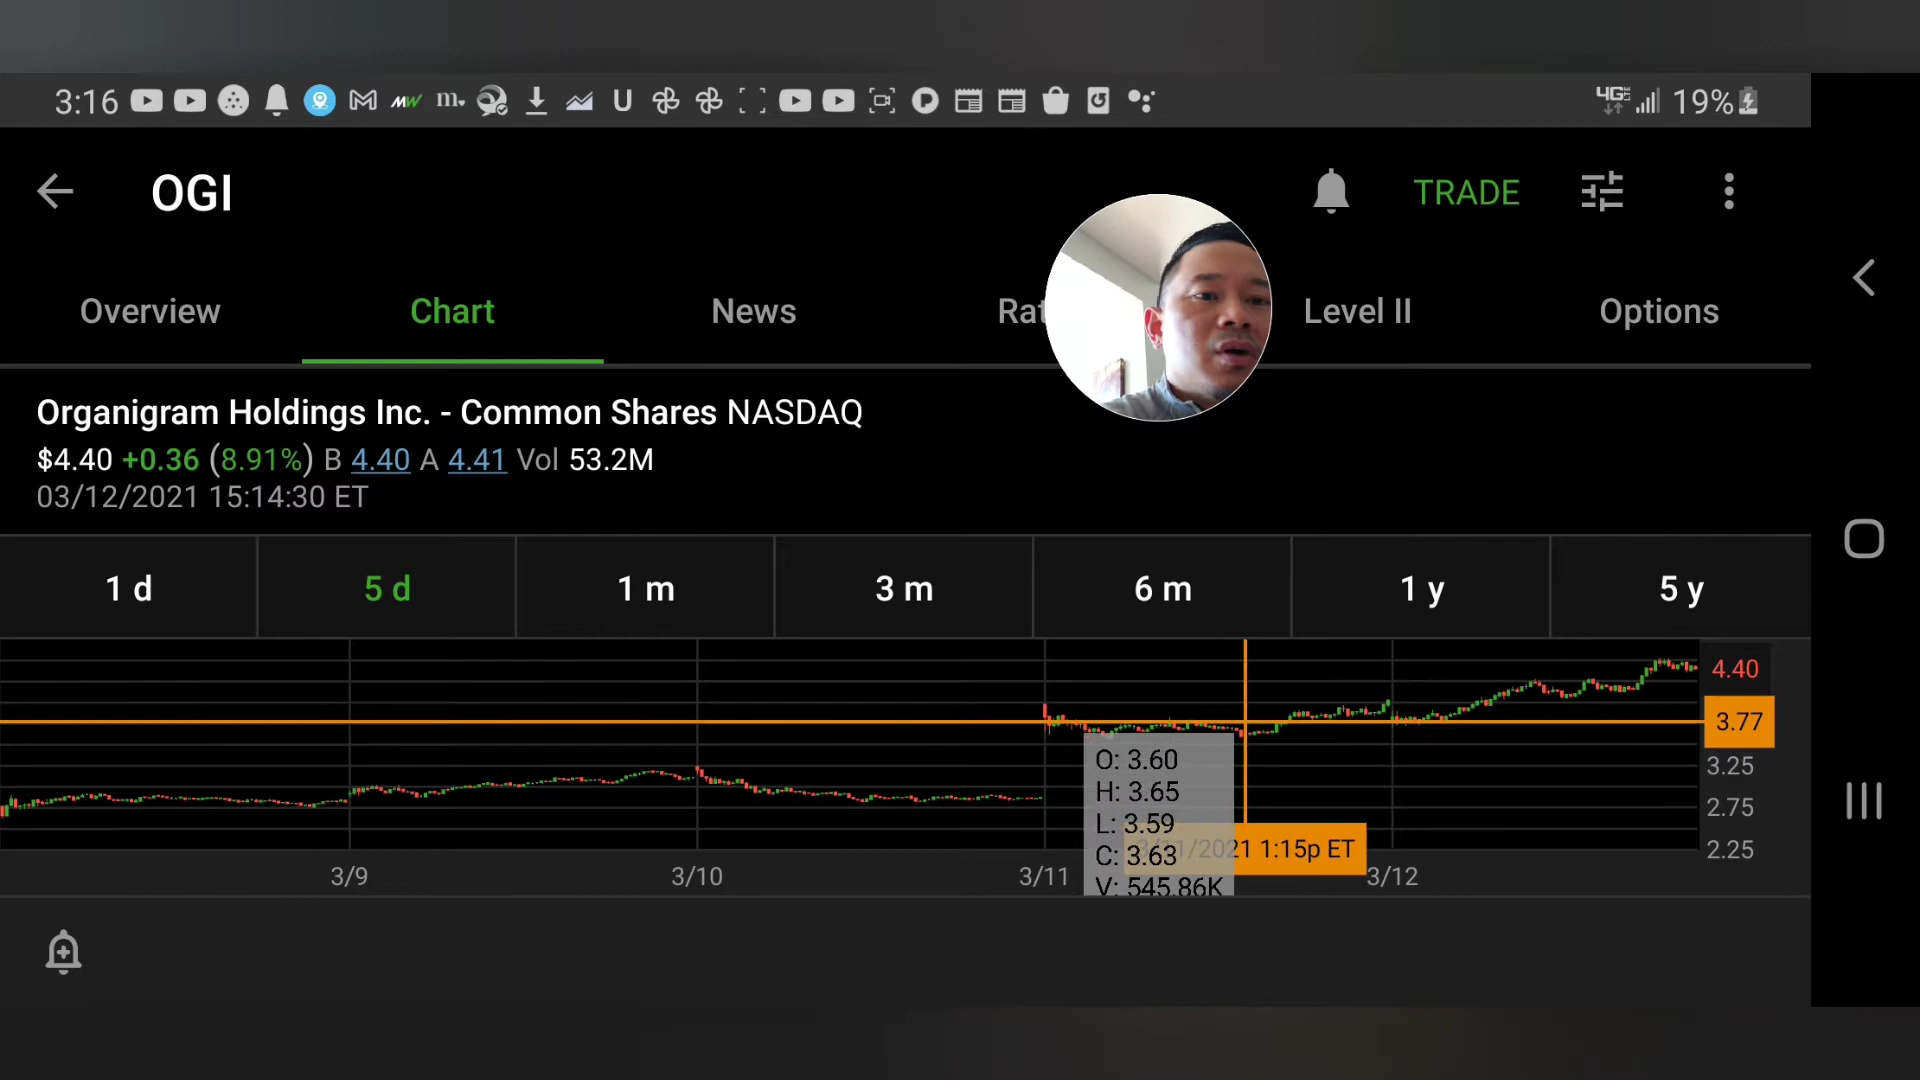 3:16
m.
U
4G LTE
19%
OGI
TRADE
Overview
Chart
News
Rat
Level II
Options
Organigram Holdings Inc. - Common Shares NASDAQ
$4.40 +0.36 (8.91%) B 4.40 A 4.41 Vol 53.2M
03/12/2021 15:14:30 ET
1 d
5 d
1 m
3 m
6 m
1 y
5 y
4.40
3.77
3.25
2.75
2.25
O: 3.60
H: 3.65
L: 3.59
C: 3.63
V: 545.86K
3/11/2021 1:15p ET
3/9
3/10
3/11
3/12